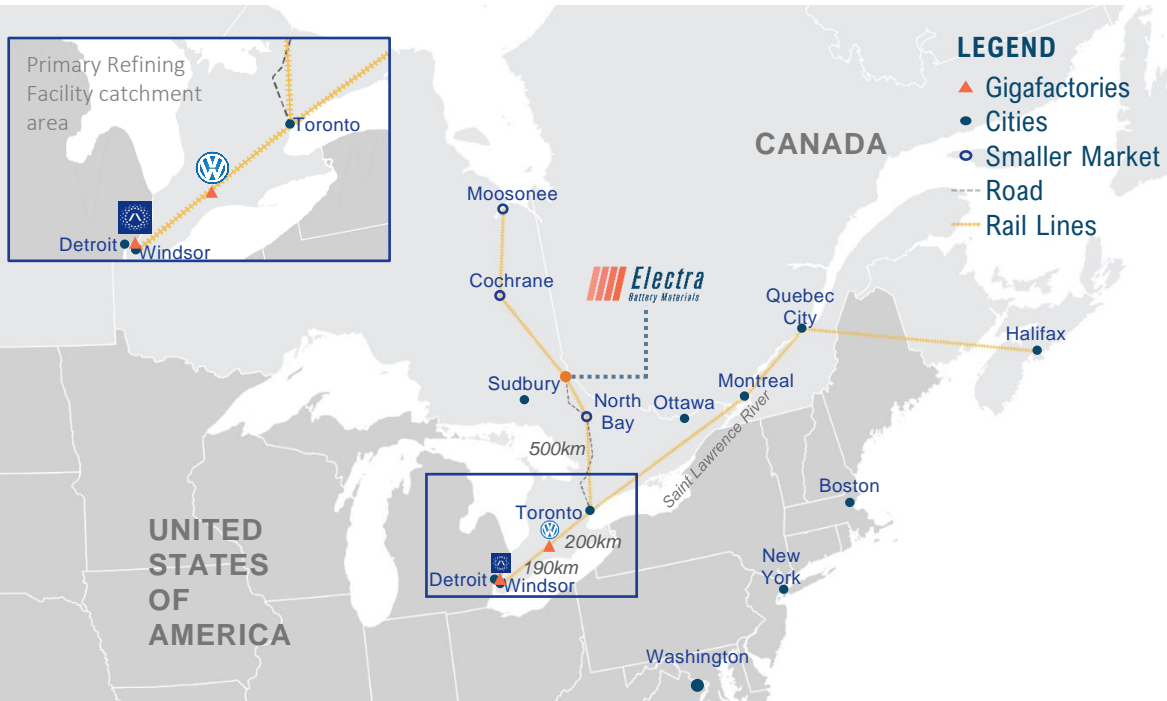 Primary Refining
Facility catchment
area
Toronto
Detroit
Windsor
LEGEND
Gigafactories
Cities
Smaller Market
Road
Rail Lines
CANADA
Moosonee
Cochrane
Electra
Battery Materials
Quebec
City
Halifax
Sudbury
North
Bay
Ottawa
Montreal
500km
Saint Lawrence River
Boston
Toronto
200km
190km
Detroit
Windsor
UNITED
STATES
OF
AMERICA
New
York
Washington